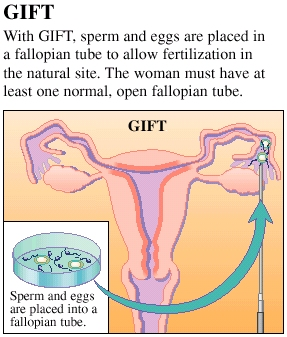 GIFT
With GIFT, sperm and eggs are placed in
a fallopian tube to allow fertilization in
the natural site. The woman must have at
least one normal, open fallopian tube.
GIFT
Sperm and eggs
are placed into a
fallopian tube.